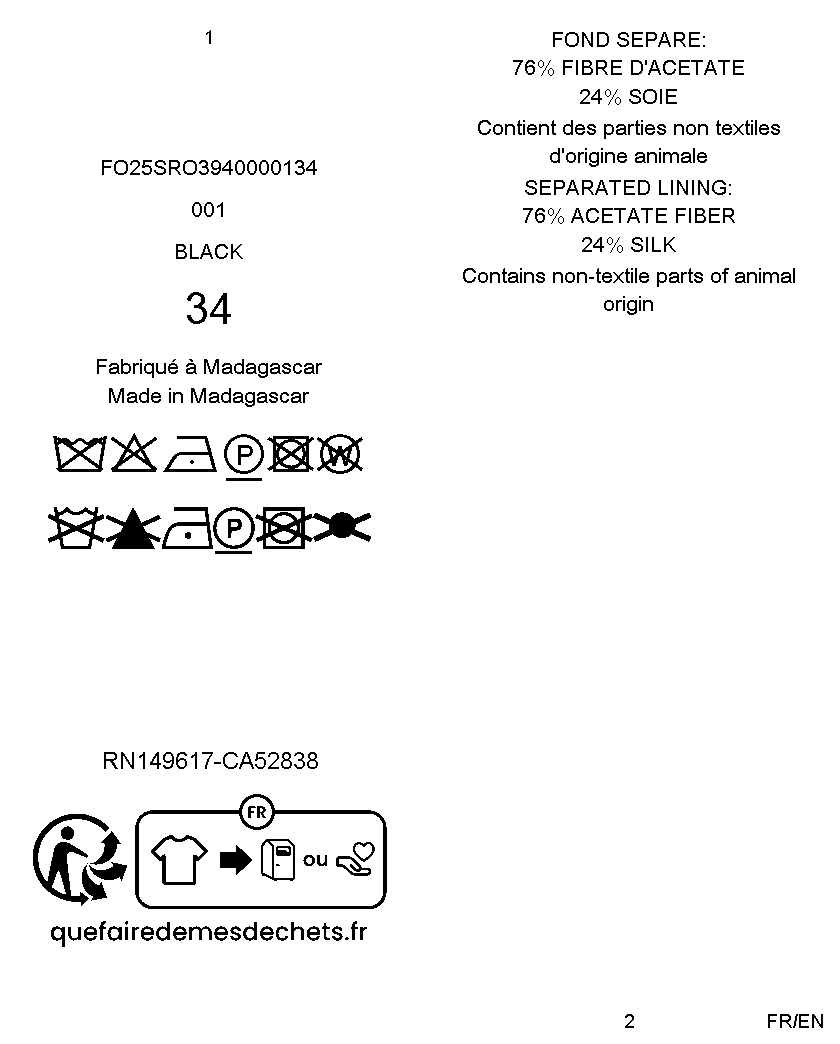 1
FO25SRO3940000134
001
BLACK
34
Fabriqué à Madagascar
Made in Madagascar
P
W
P
RN149617-CA52838
FR
ou
quefairedemesdechets.fr
FOND SEPARE:
76% FIBRE D'ACETATE
24% SOIE
Contient des parties non textiles
d'origine animale
SEPARATED LINING:
76% ACETATE FIBER
24% SILK
Contains non-textile parts of animal
origin
2
FR/EN